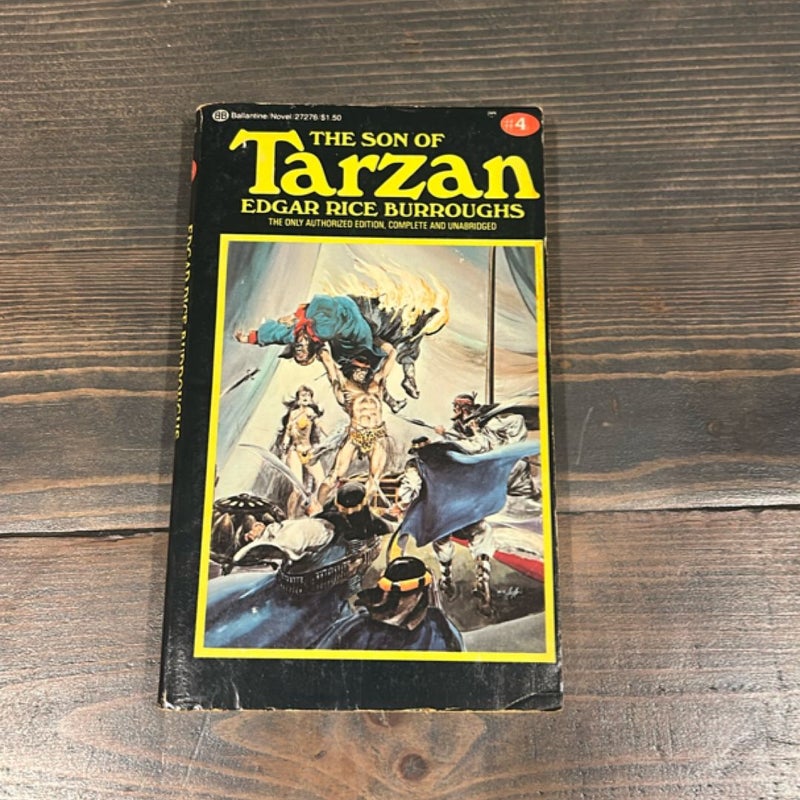 BB Ballantine/Novel/27276/$1.50
#4
THE SON OF
Tarzan
EDGAR RICE BURROUGHS
THE ONLY AUTHORIZED EDITION, COMPLETE AND UNABRIDGED
EDGAR RICE BURROUGHS